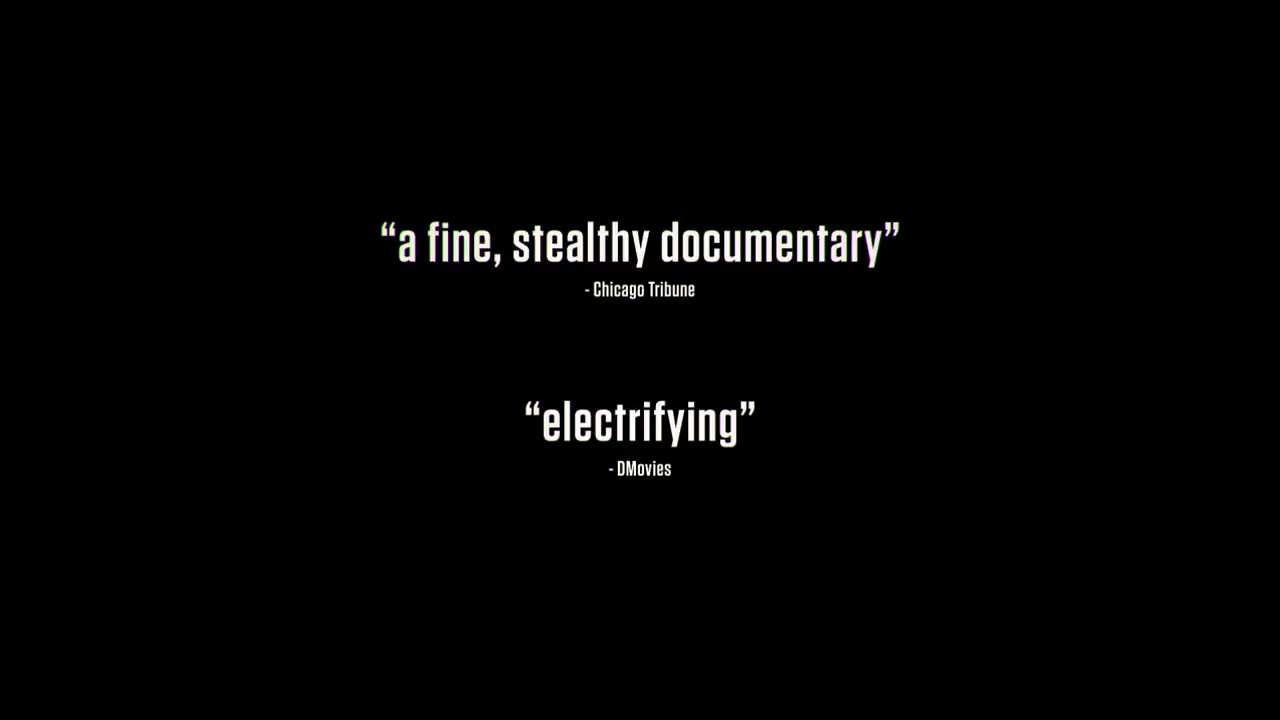 “a fine, stealthy documentary”
- Chicago Tribune
“electrifying”
- DMovies